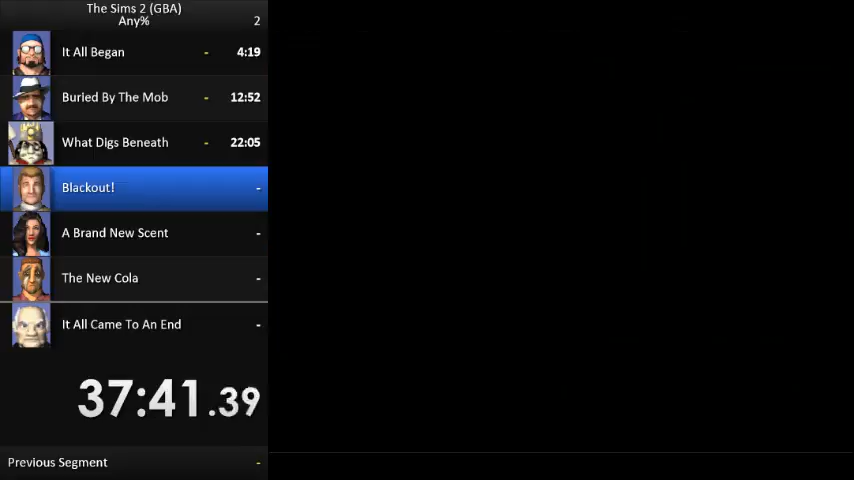 The Sims 2 (GBA)
Any% 2
It All Began - 4:19
Buried By The Mob - 12:52
What Digs Beneath - 22:05
Blackout! -
A Brand New Scent -
The New Cola -
It All Came To An End -
37:41.39
Previous Segment -